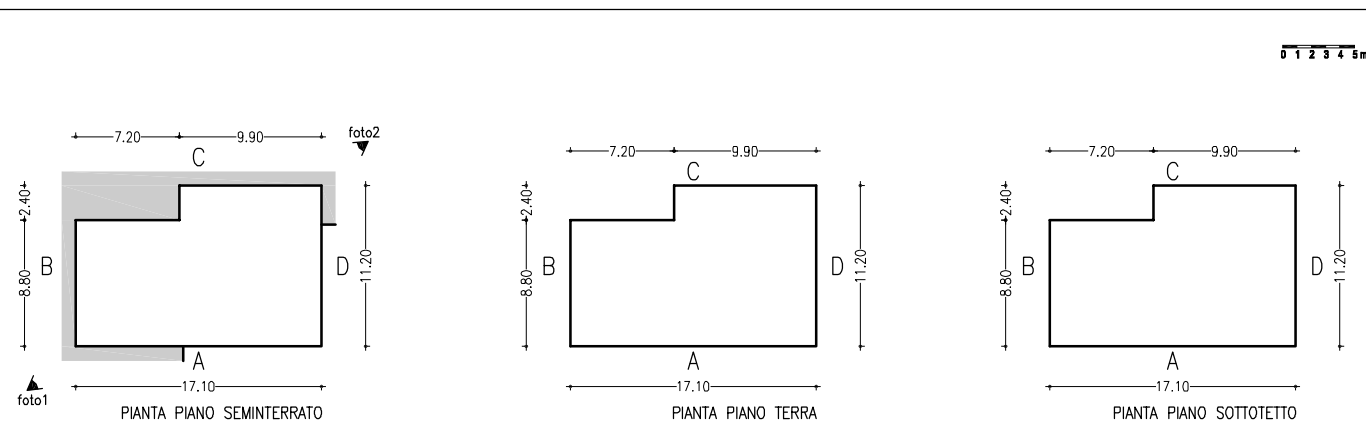 0 1 2 3 4 5m
7.20 9.90
foto2
C
2.40
B
8.80
D
11.20
A
foto1
17.10
PIANTA PIANO SEMINTERRATO
7.20 9.90
C
2.40
B
8.80
D
11.20
A
17.10
PIANTA PIANO TERRA
7.20 9.90
C
2.40
B
8.80
D
11.20
A
17.10
PIANTA PIANO SOTTOTETTO